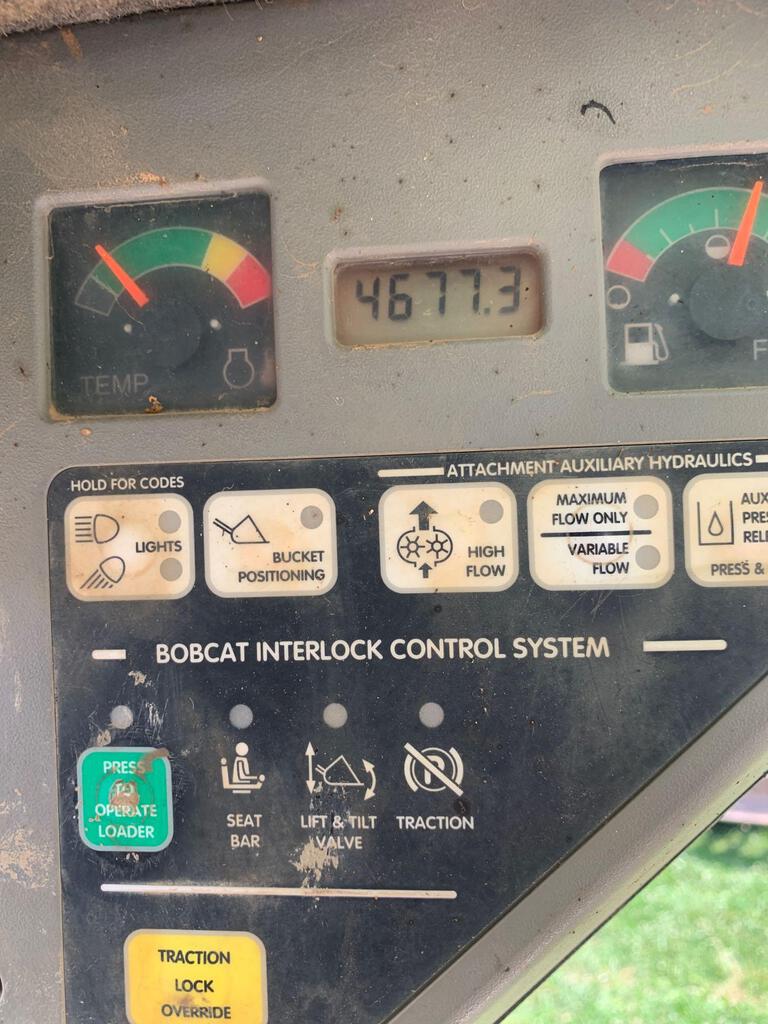 4677.3
TEMP
F
HOLD FOR CODES
ATTACHMENT AUXILIARY HYDRAULICS
LIGHTS
BUCKET
POSITIONING
HIGH
FLOW
MAXIMUM
FLOW ONLY
VARIABLE
FLOW
AUX
PRES
RELE
PRESS &
BOBCAT INTERLOCK CONTROL SYSTEM
PRESS
TO
OPERATE
LOADER
SEAT
BAR
LIFT & TILT
VALVE
P
TRACTION
TRACTION
LOCK
OVERRIDE